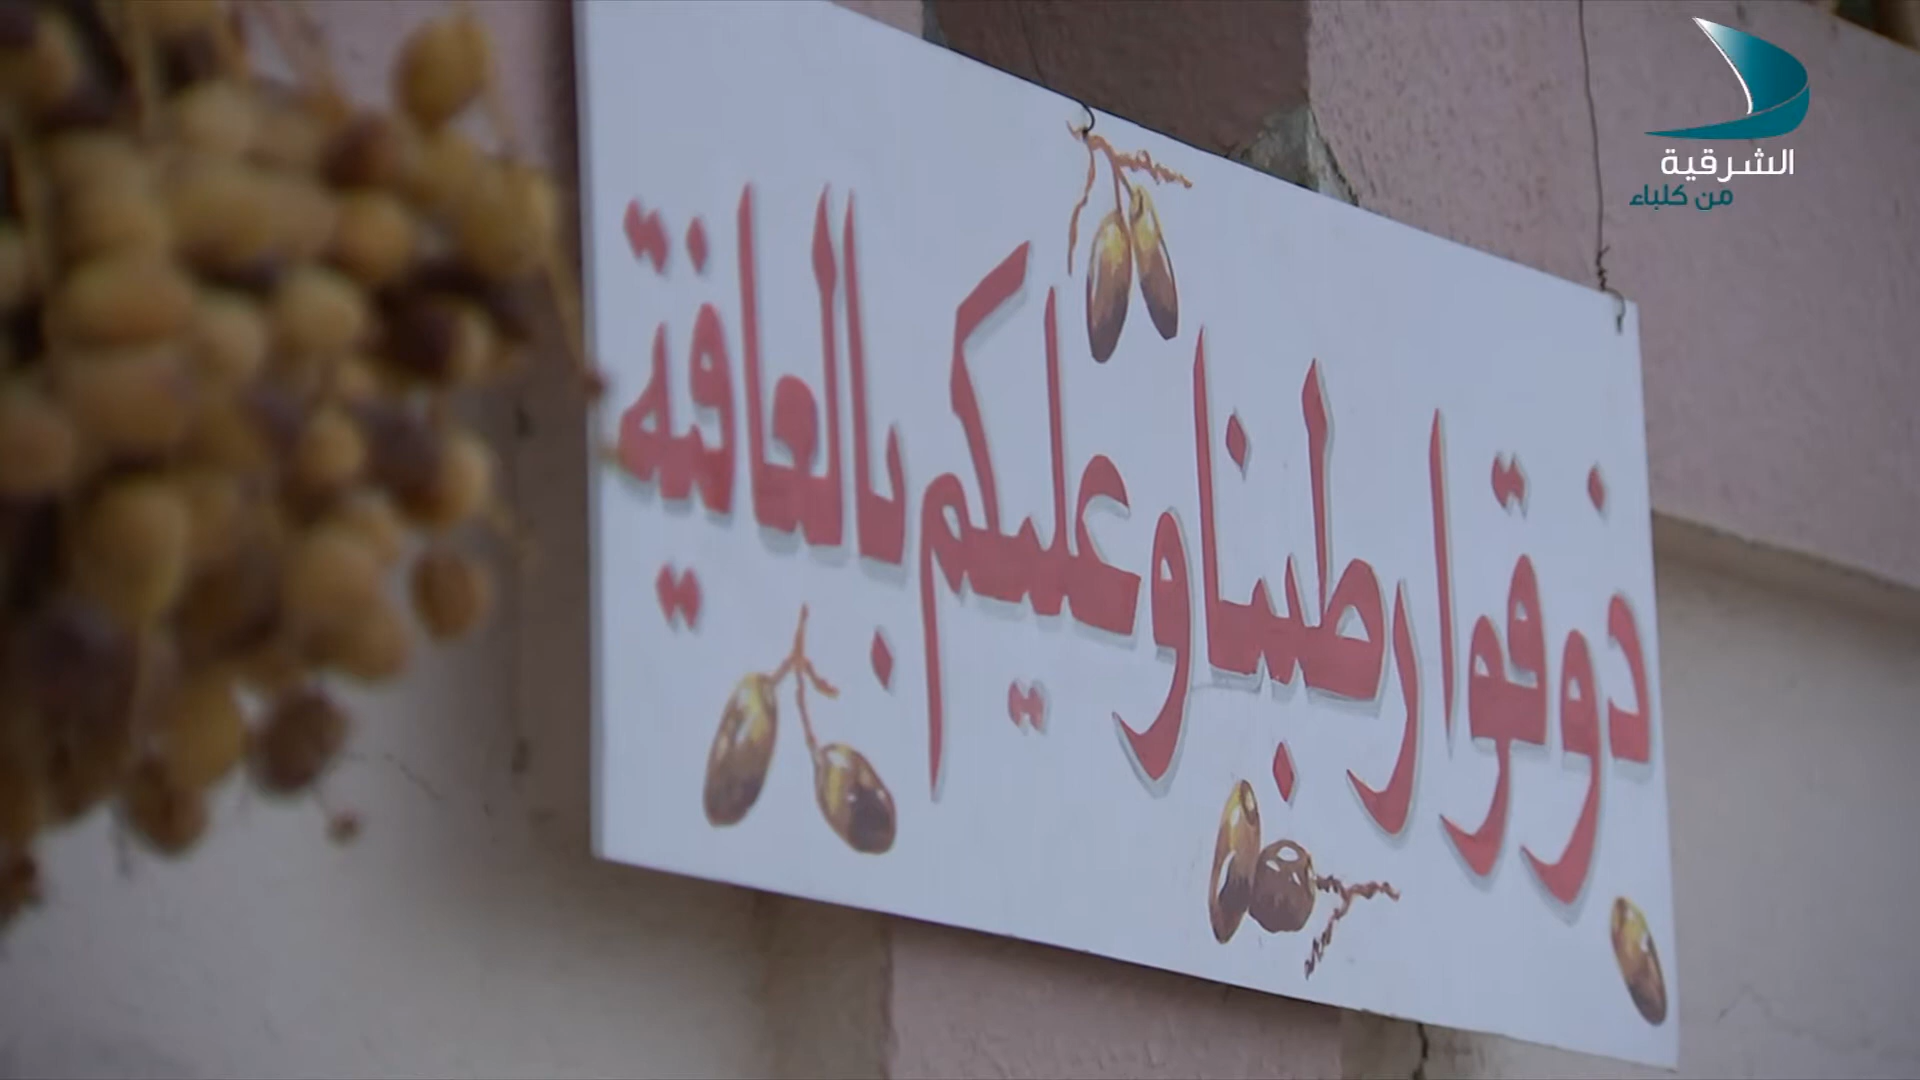 الشرقية
من كلباء
ذوقوا رطبنا وعليكم بالعافية